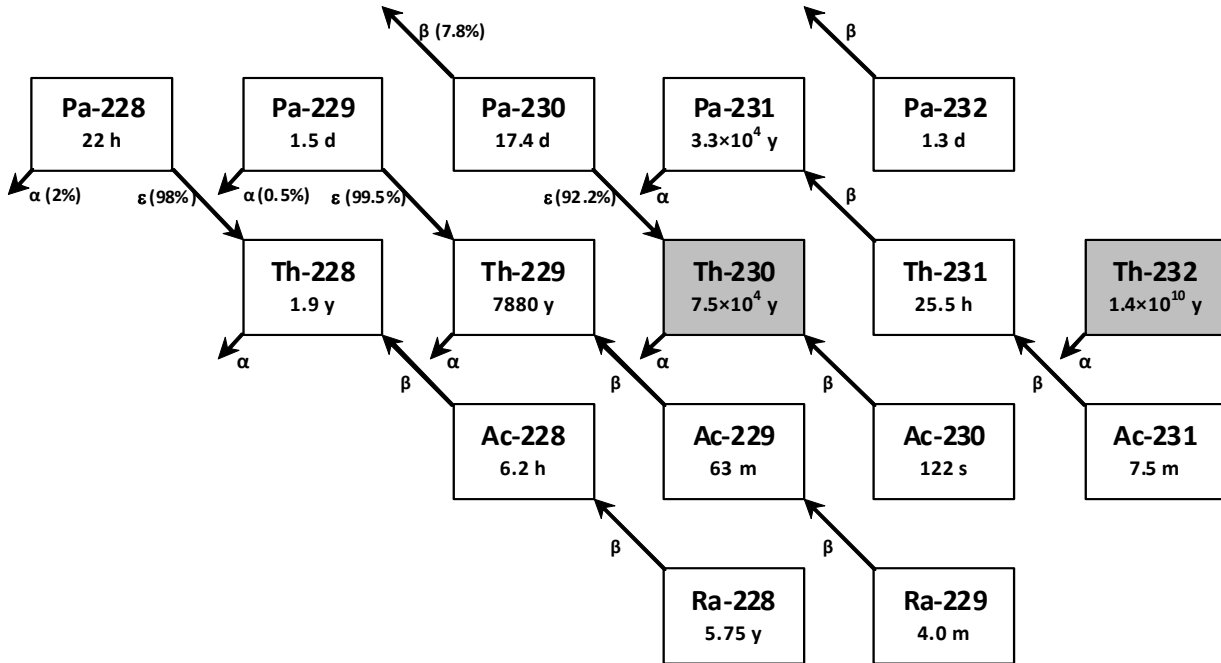 β (7.8%)
β
Pa-228
22 h
Pa-229
1.5 d
Pa-230
17.4 d
Pa-231
3.3×10⁴ y
Pa-232
1.3 d
α (2%)
ε (98%)
α (0.5%)
ε (99.5%)
ε (92.2%)
α
β
Th-228
1.9 y
Th-229
7880 y
Th-230
7.5×10⁴ y
Th-231
25.5 h
Th-232
1.4×10¹⁰ y
α
β
α
β
α
β
β
α
Ac-228
6.2 h
Ac-229
63 m
Ac-230
122 s
Ac-231
7.5 m
β
β
Ra-228
5.75 y
Ra-229
4.0 m